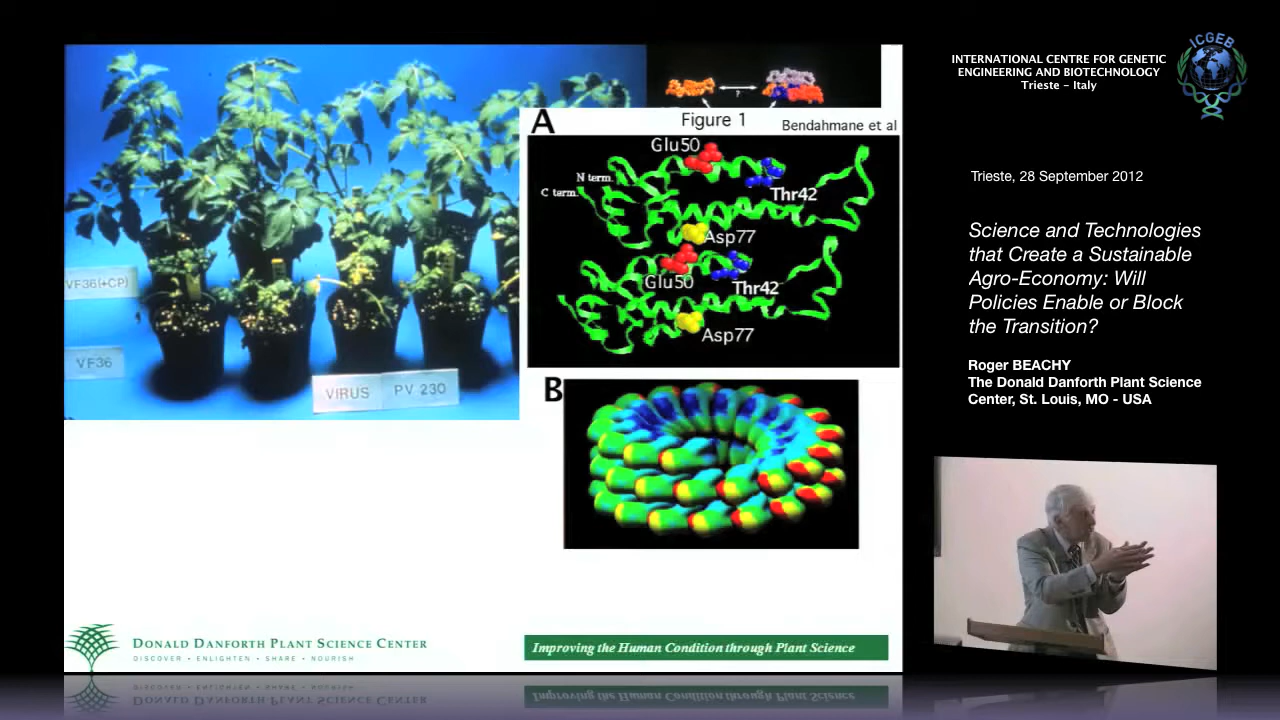 VF36(+CP)
VF36
VIRUS PV 230
?
A
Figure 1
Bendahmane et al
Glu50
N term.
C term.
Thr42
Asp77
Glu50
Thr42
Asp77
B
DONALD DANFORTH PLANT SCIENCE CENTER
DISCOVER • ENLIGHTEN • SHARE • NOURISH
Improving the Human Condition through Plant Science
INTERNATIONAL CENTRE FOR GENETIC
ENGINEERING AND BIOTECHNOLOGY
Trieste – Italy
ICGEB
Trieste, 28 September 2012
Science and Technologies
that Create a Sustainable
Agro-Economy: Will
Policies Enable or Block
the Transition?
Roger BEACHY
The Donald Danforth Plant Science
Center, St. Louis, MO - USA